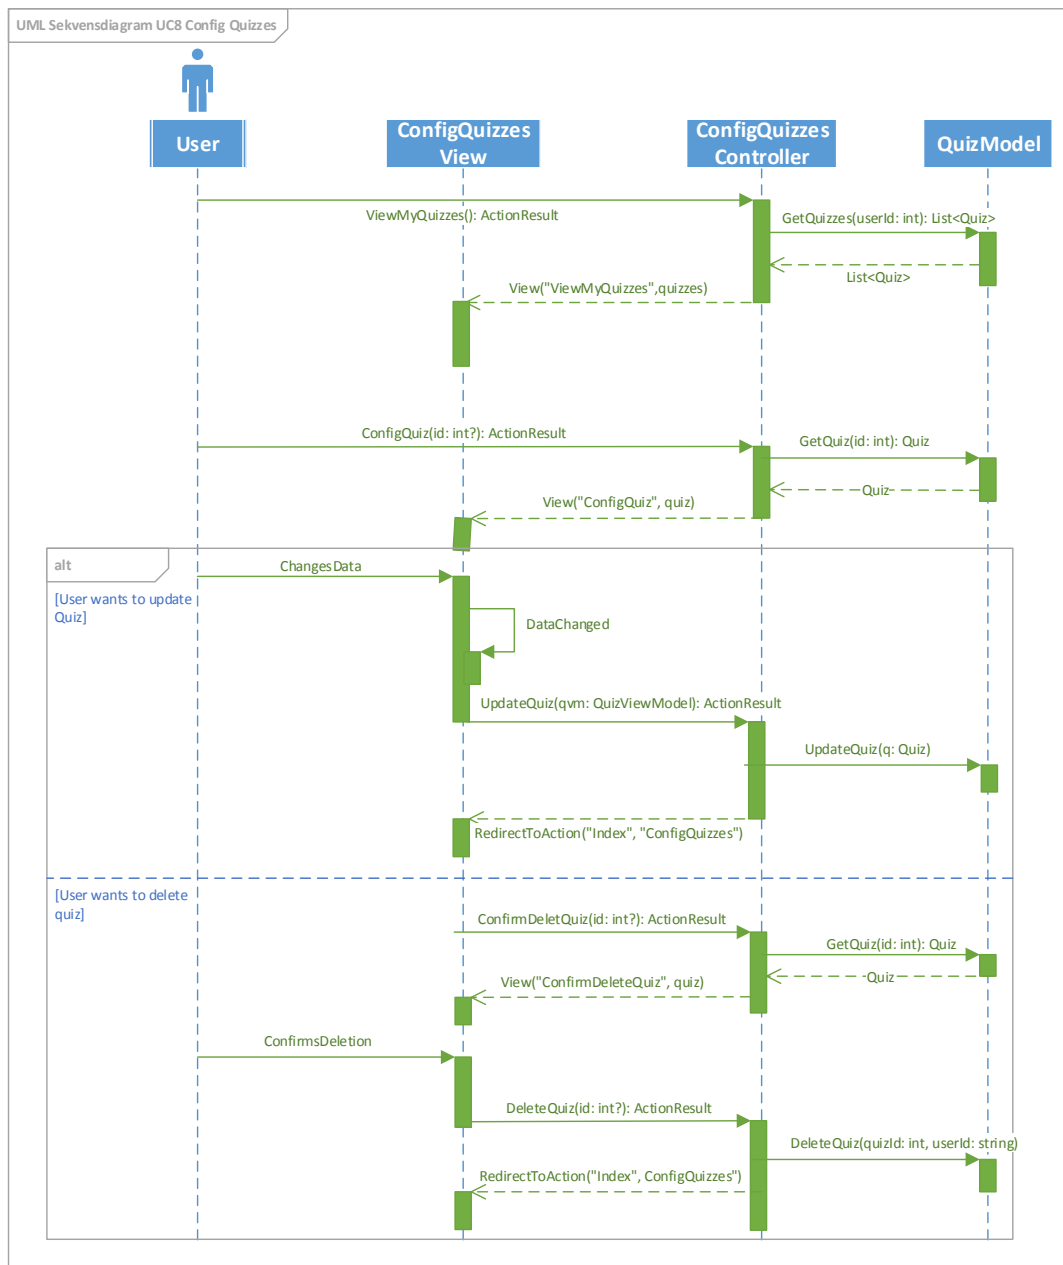 UML Sekvensdiagram UC8 Config Quizzes
User
ConfigQuizzes
View
ConfigQuizzes
Controller
QuizModel
ViewMyQuizzes(): ActionResult
GetQuizzes(userId: int): List<Quiz>
List<Quiz>
View("ViewMyQuizzes",quizzes)
ConfigQuiz(id: int?): ActionResult
GetQuiz(id: int): Quiz
Quiz
View("ConfigQuiz", quiz)
alt
ChangesData
[User wants to update
Quiz]
DataChanged
UpdateQuiz(qvm: QuizViewModel): ActionResult
UpdateQuiz(q: Quiz)
RedirectToAction("Index", "ConfigQuizzes")
[User wants to delete
quiz]
ConfirmDeletQuiz(id: int?): ActionResult
GetQuiz(id: int): Quiz
Quiz
View("ConfirmDeleteQuiz", quiz)
ConfirmsDeletion
DeleteQuiz(id: int?): ActionResult
DeleteQuiz(quizId: int, userId: string)
RedirectToAction("Index", ConfigQuizzes")